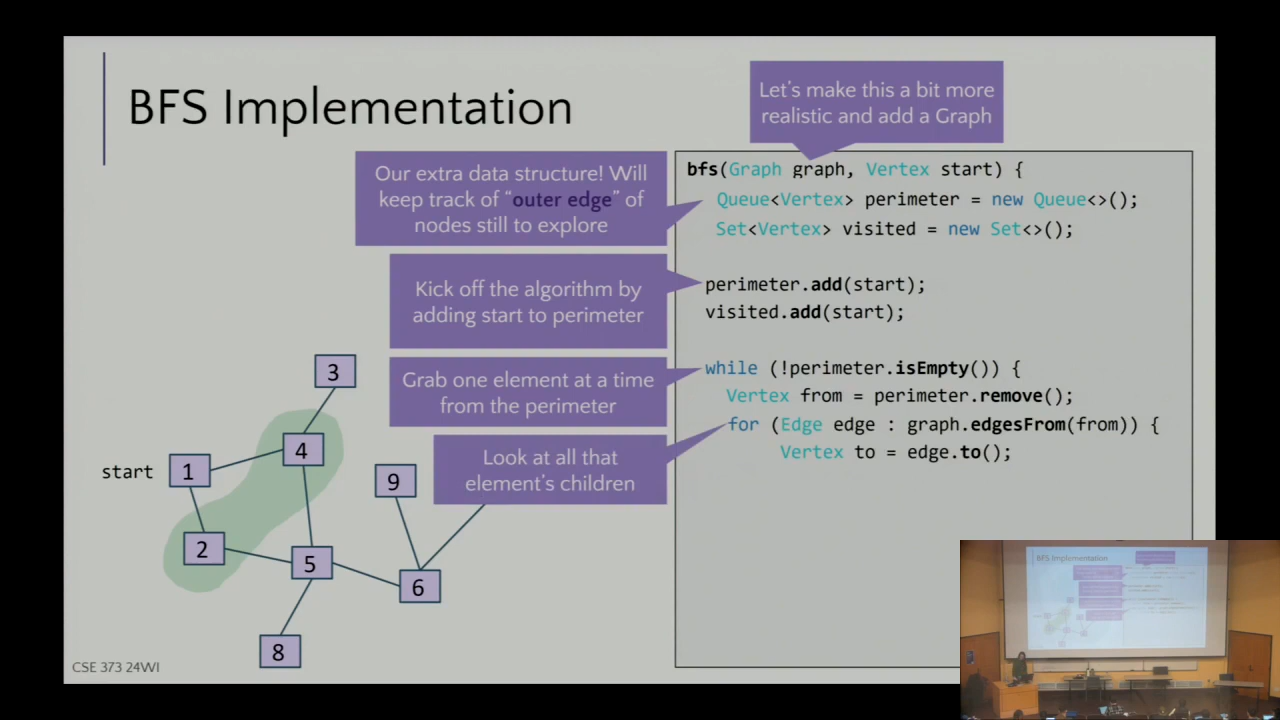 BFS Implementation
Let's make this a bit more
realistic and add a Graph
Our extra data structure! Will
keep track of "outer edge" of
nodes still to explore
Kick off the algorithm by
adding start to perimeter
Grab one element at a time
from the perimeter
Look at all that
element's children
bfs(Graph graph, Vertex start) {
Queue<Vertex> perimeter = new Queue<>();
Set<Vertex> visited = new Set<>();
perimeter.add(start);
visited.add(start);
while (!perimeter.isEmpty()) {
Vertex from = perimeter.remove();
for (Edge edge : graph.edgesFrom(from)) {
Vertex to = edge.to();
3
4
start
1
9
2
5
6
8
CSE 373 24WI
BFS Implementation